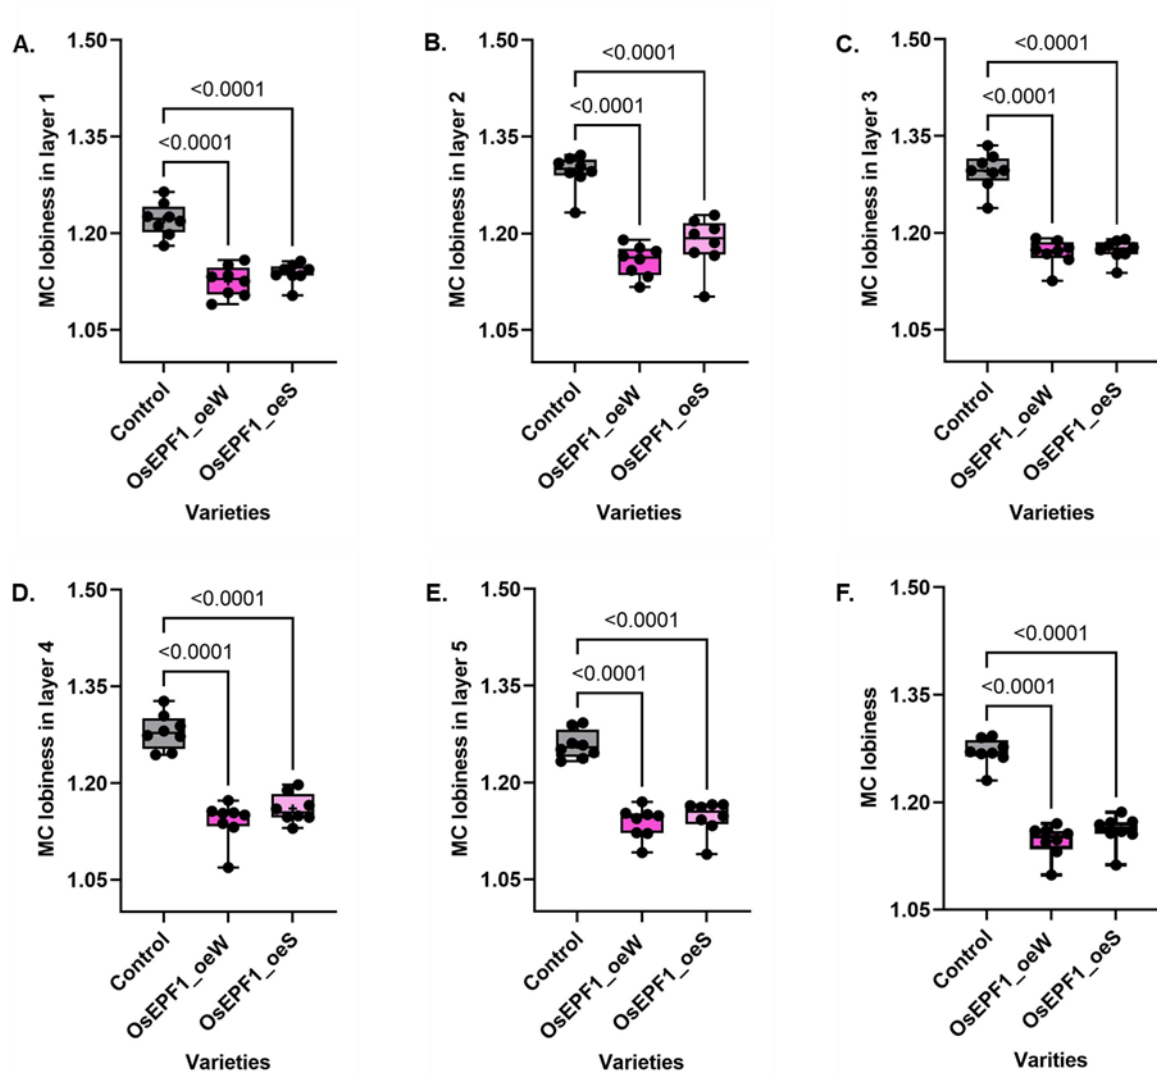 A.
MC lobiness in layer 1
1.50
1.35
1.20
1.05
<0.0001
<0.0001
Control
OsEPF1_oeW
OsEPF1_oeS
Varieties
B.
MC lobiness in layer 2
1.50
1.35
1.20
1.05
<0.0001
<0.0001
Control
OsEPF1_oeW
OsEPF1_oeS
Varieties
C.
MC lobiness in layer 3
1.50
1.35
1.20
1.05
<0.0001
<0.0001
Control
OsEPF1_oeW
OsEPF1_oeS
Varieties
D.
MC lobiness in layer 4
1.50
1.35
1.20
1.05
<0.0001
<0.0001
Control
OsEPF1_oeW
OsEPF1_oeS
Varieties
E.
MC lobiness in layer 5
1.50
1.35
1.20
1.05
<0.0001
<0.0001
Control
OsEPF1_oeW
OsEPF1_oeS
Varieties
F.
MC lobiness
1.50
1.35
1.20
1.05
<0.0001
<0.0001
Control
OsEPF1_oeW
OsEPF1_oeS
Varities